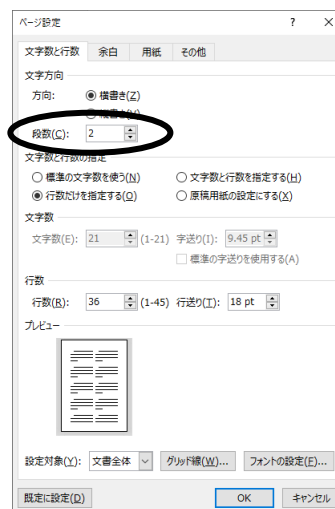 ページ設定 ? ×
文字数と行数 余白 用紙 その他
文字方向
方向: 横書き(Z)
段数(C): 2
文字数と行数の指定
標準の文字数を使う(N) 文字数と行数を指定する(H)
行数だけを指定する(O) 原稿用紙の設定にする(X)
文字数
文字数(E): 21 (1-21) 字送り(I): 9.45 pt
標準の字送りを使用する(A)
行数
行数(R): 36 (1-45) 行送り(T): 18 pt
プレビュー
設定対象(Y): 文書全体 グリッド線(W)... フォントの設定(F)...
既定に設定(D) OK キャンセル